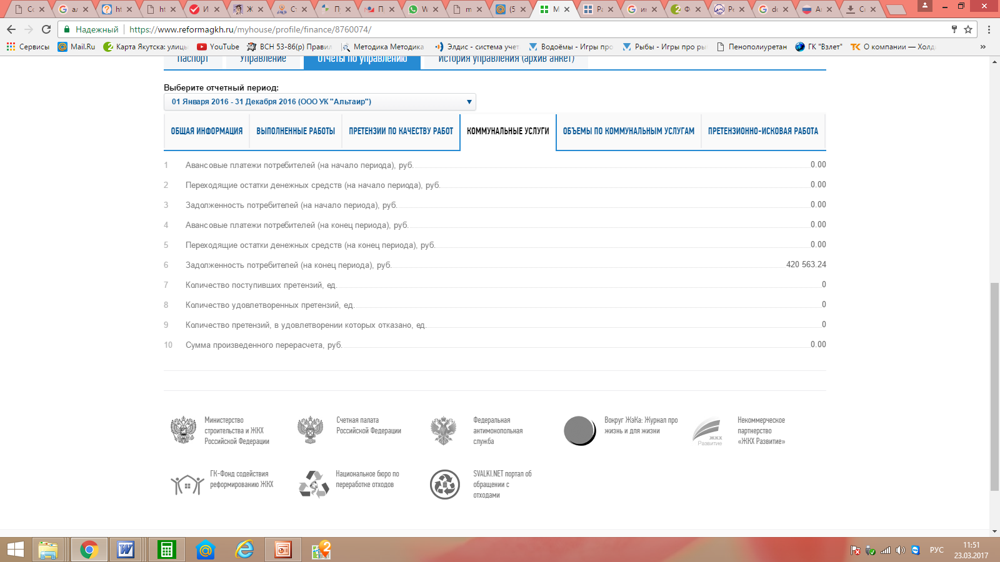 Надежный https://www.reformagkh.ru/myhouse/profile/finance/8760074/
Сервисы Mail.Ru Карта Якутска: улицы YouTube ВСН 53-86(р) Правил Методика Методика Элдис - система учет Водоёмы - Игры про Рыбы - Игры про ры Пенополиуретан ГК "Взлет" О компании — Холд »
Паспорт Управление Отчеты по управлению История управления (архив анкет)
Выберите отчетный период:
01 Января 2016 - 31 Декабря 2016 (ООО УК "Альтаир")
ОБЩАЯ ИНФОРМАЦИЯ ВЫПОЛНЕННЫЕ РАБОТЫ ПРЕТЕНЗИИ ПО КАЧЕСТВУ РАБОТ КОММУНАЛЬНЫЕ УСЛУГИ ОБЪЕМЫ ПО КОММУНАЛЬНЫМ УСЛУГАМ ПРЕТЕНЗИОННО-ИСКОВАЯ РАБОТА
1 Авансовые платежи потребителей (на начало периода), руб. 0.00
2 Переходящие остатки денежных средств (на начало периода), руб. 0.00
3 Задолженность потребителей (на начало периода), руб. 0.00
4 Авансовые платежи потребителей (на конец периода), руб. 0.00
5 Переходящие остатки денежных средств (на конец периода), руб. 0.00
6 Задолженность потребителей (на конец периода), руб. 420 563.24
7 Количество поступивших претензий, ед. 0
8 Количество удовлетворенных претензий, ед. 0
9 Количество претензий, в удовлетворении которых отказано, ед. 0
10 Сумма произведенного перерасчета, руб. 0.00
Министерство
строительства и ЖКХ
Российской Федерации
Счетная палата
Российской Федерации
Федеральная
антимонопольная
служба
Вокруг ЖэКа: Журнал про
жизнь и для жизни
ЖКХ
Развитие
Некоммерческое
партнерство
«ЖКХ Развитие»
ГК-Фонд содействия
реформированию ЖКХ
Национальное бюро по
переработке отходов
SVALKI.NET портал об
обращении с
отходами
РУС
11:51
23.03.2017